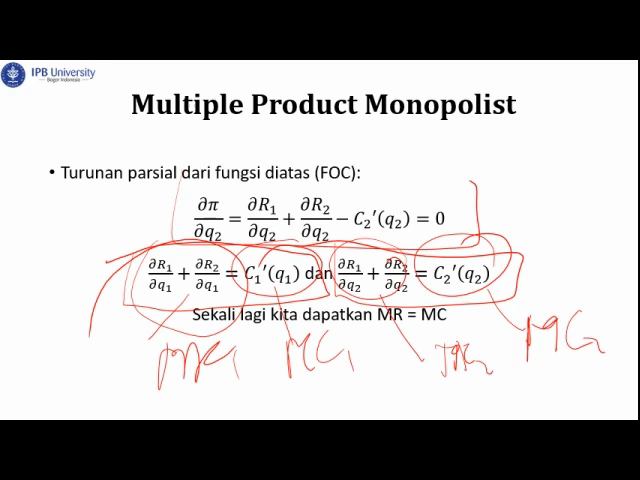 IPB University
Bogor Indonesia
Multiple Product Monopolist
• Turunan parsial dari fungsi diatas (FOC):
∂π/∂q₂ = ∂R₁/∂q₂ + ∂R₂/∂q₂ − C₂′(q₂) = 0
∂R₁/∂q₁ + ∂R₂/∂q₁ = C₁′(q₁) dan ∂R₁/∂q₂ + ∂R₂/∂q₂ = C₂′(q₂)
Sekali lagi kita dapatkan MR = MC
MR₁ MC₁ MR₂ MC₂